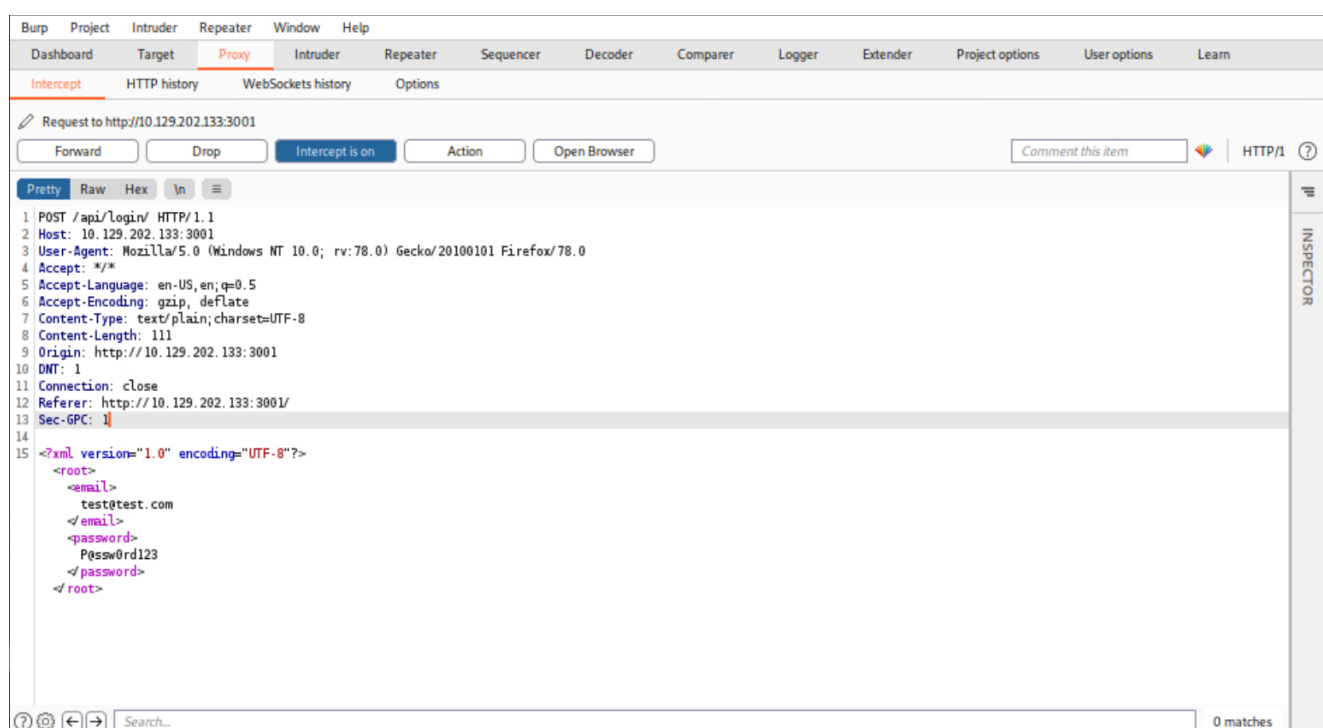 Burp Project Intruder Repeater Window Help
Dashboard Target Proxy Intruder Repeater Sequencer Decoder Comparer Logger Extender Project options User options Learn
Intercept HTTP history WebSockets history Options
Request to http://10.129.202.133:3001
Forward Drop Intercept is on Action Open Browser Comment this item HTTP/1 ?
Pretty Raw Hex \n ≡
1 POST /api/login/ HTTP/1.1
2 Host: 10.129.202.133:3001
3 User-Agent: Mozilla/5.0 (Windows NT 10.0; rv:78.0) Gecko/20100101 Firefox/78.0
4 Accept: */*
5 Accept-Language: en-US,en;q=0.5
6 Accept-Encoding: gzip, deflate
7 Content-Type: text/plain;charset=UTF-8
8 Content-Length: 111
9 Origin: http://10.129.202.133:3001
10 DNT: 1
11 Connection: close
12 Referer: http://10.129.202.133:3001/
13 Sec-GPC: 1
14
15 <?xml version="1.0" encoding="UTF-8"?>
<root>
<email>
test@test.com
</email>
<password>
P@ssw0rd123
</password>
</root>
INSPECTOR
? Search... 0 matches